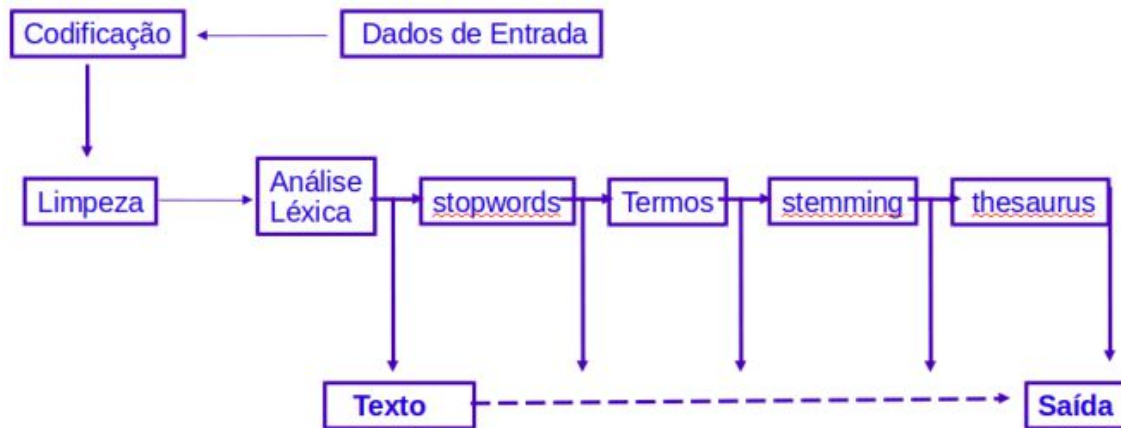 Codificação
Dados de Entrada
Limpeza
Análise
Léxica
stopwords
Termos
stemming
thesaurus
Texto
Saída